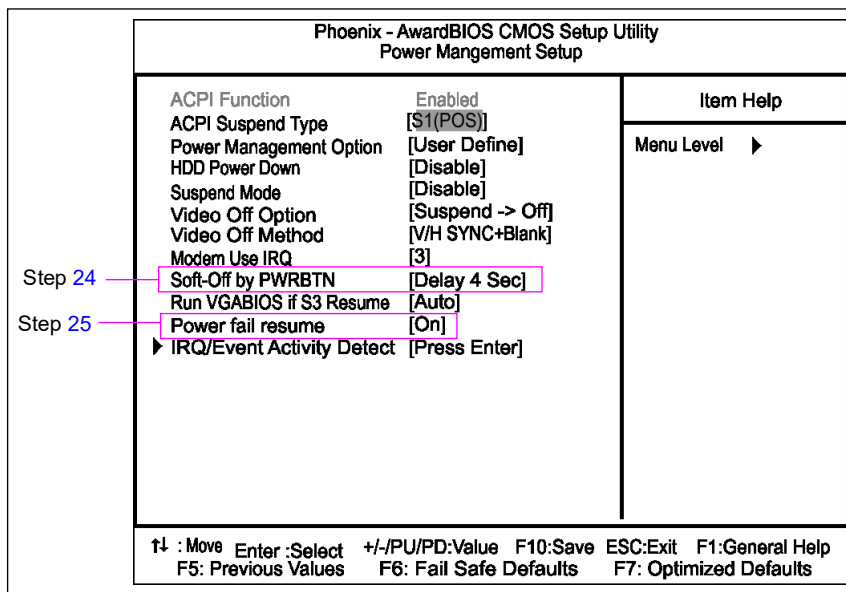 Phoenix - AwardBIOS CMOS Setup Utility
Power Mangement Setup
ACPI Function Enabled
ACPI Suspend Type [S1(POS)]
Power Management Option [User Define]
HDD Power Down [Disable]
Suspend Mode [Disable]
Video Off Option [Suspend -> Off]
Video Off Method [V/H SYNC+Blank]
Modem Use IRQ [3]
Step 24 Soft-Off by PWRBTN [Delay 4 Sec]
Run VGABIOS if S3 Resume [Auto]
Step 25 Power fail resume [On]
IRQ/Event Activity Detect [Press Enter]
Item Help
Menu Level
↑↓ : Move Enter :Select +/-/PU/PD:Value F10:Save ESC:Exit F1:General Help
F5: Previous Values F6: Fail Safe Defaults F7: Optimized Defaults